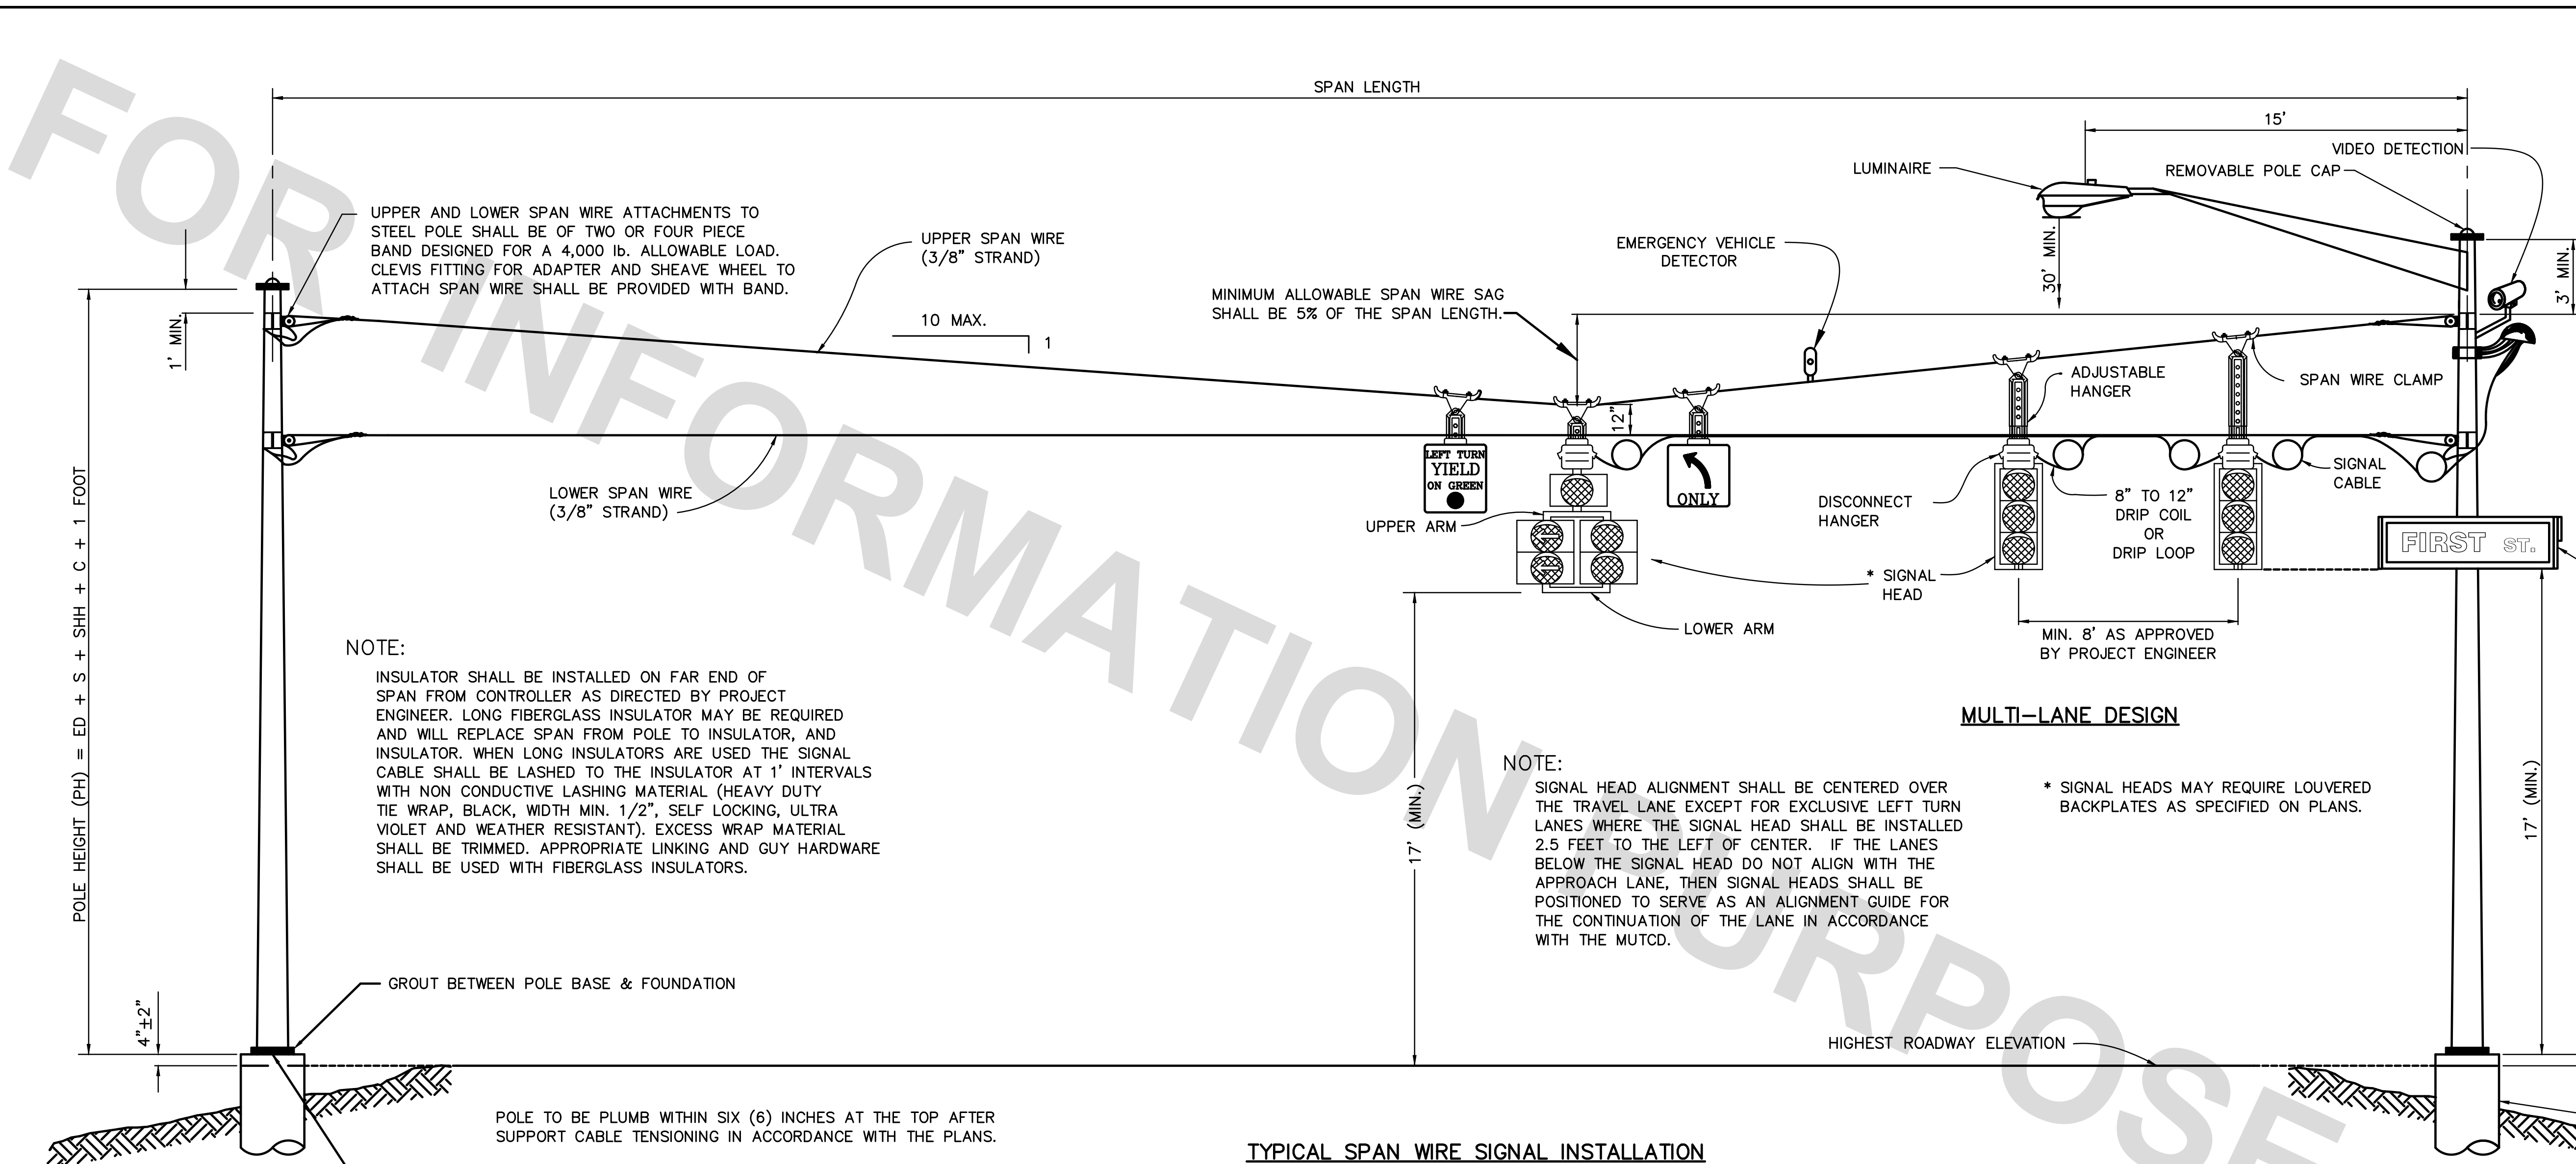 SPAN LENGTH
15'
VIDEO DETECTION
LUMINAIRE
REMOVABLE POLE CAP
UPPER AND LOWER SPAN WIRE ATTACHMENTS TO
STEEL POLE SHALL BE OF TWO OR FOUR PIECE
BAND DESIGNED FOR A 4,000 lb. ALLOWABLE LOAD.
CLEVIS FITTING FOR ADAPTER AND SHEAVE WHEEL TO
ATTACH SPAN WIRE SHALL BE PROVIDED WITH BAND.
UPPER SPAN WIRE
(3/8" STRAND)
EMERGENCY VEHICLE
DETECTOR
30' MIN.
3' MIN.
MINIMUM ALLOWABLE SPAN WIRE SAG
SHALL BE 5% OF THE SPAN LENGTH.
10 MAX.
1
1' MIN.
ADJUSTABLE
HANGER
SPAN WIRE CLAMP
12"
LEFT TURN
YIELD
ON GREEN
ONLY
LOWER SPAN WIRE
(3/8" STRAND)
UPPER ARM
DISCONNECT
HANGER
8" TO 12"
DRIP COIL
OR
DRIP LOOP
SIGNAL
CABLE
FIRST ST.
* SIGNAL
HEAD
LOWER ARM
MIN. 8' AS APPROVED
BY PROJECT ENGINEER
POLE HEIGHT (PH) = ED + S + SHH + C + 1 FOOT
NOTE:
INSULATOR SHALL BE INSTALLED ON FAR END OF
SPAN FROM CONTROLLER AS DIRECTED BY PROJECT
ENGINEER. LONG FIBERGLASS INSULATOR MAY BE REQUIRED
AND WILL REPLACE SPAN FROM POLE TO INSULATOR, AND
INSULATOR. WHEN LONG INSULATORS ARE USED THE SIGNAL
CABLE SHALL BE LASHED TO THE INSULATOR AT 1' INTERVALS
WITH NON CONDUCTIVE LASHING MATERIAL (HEAVY DUTY
TIE WRAP, BLACK, WIDTH MIN. 1/2", SELF LOCKING, ULTRA
VIOLET AND WEATHER RESISTANT). EXCESS WRAP MATERIAL
SHALL BE TRIMMED. APPROPRIATE LINKING AND GUY HARDWARE
SHALL BE USED WITH FIBERGLASS INSULATORS.
MULTI-LANE DESIGN
NOTE:
SIGNAL HEAD ALIGNMENT SHALL BE CENTERED OVER
THE TRAVEL LANE EXCEPT FOR EXCLUSIVE LEFT TURN
LANES WHERE THE SIGNAL HEAD SHALL BE INSTALLED
2.5 FEET TO THE LEFT OF CENTER. IF THE LANES
BELOW THE SIGNAL HEAD DO NOT ALIGN WITH THE
APPROACH LANE, THEN SIGNAL HEADS SHALL BE
POSITIONED TO SERVE AS AN ALIGNMENT GUIDE FOR
THE CONTINUATION OF THE LANE IN ACCORDANCE
WITH THE MUTCD.
* SIGNAL HEADS MAY REQUIRE LOUVERED
BACKPLATES AS SPECIFIED ON PLANS.
17' (MIN.)
17' (MIN.)
GROUT BETWEEN POLE BASE & FOUNDATION
4"±2"
HIGHEST ROADWAY ELEVATION
POLE TO BE PLUMB WITHIN SIX (6) INCHES AT THE TOP AFTER
SUPPORT CABLE TENSIONING IN ACCORDANCE WITH THE PLANS.
TYPICAL SPAN WIRE SIGNAL INSTALLATION
FOR INFORMATION PURPOSE